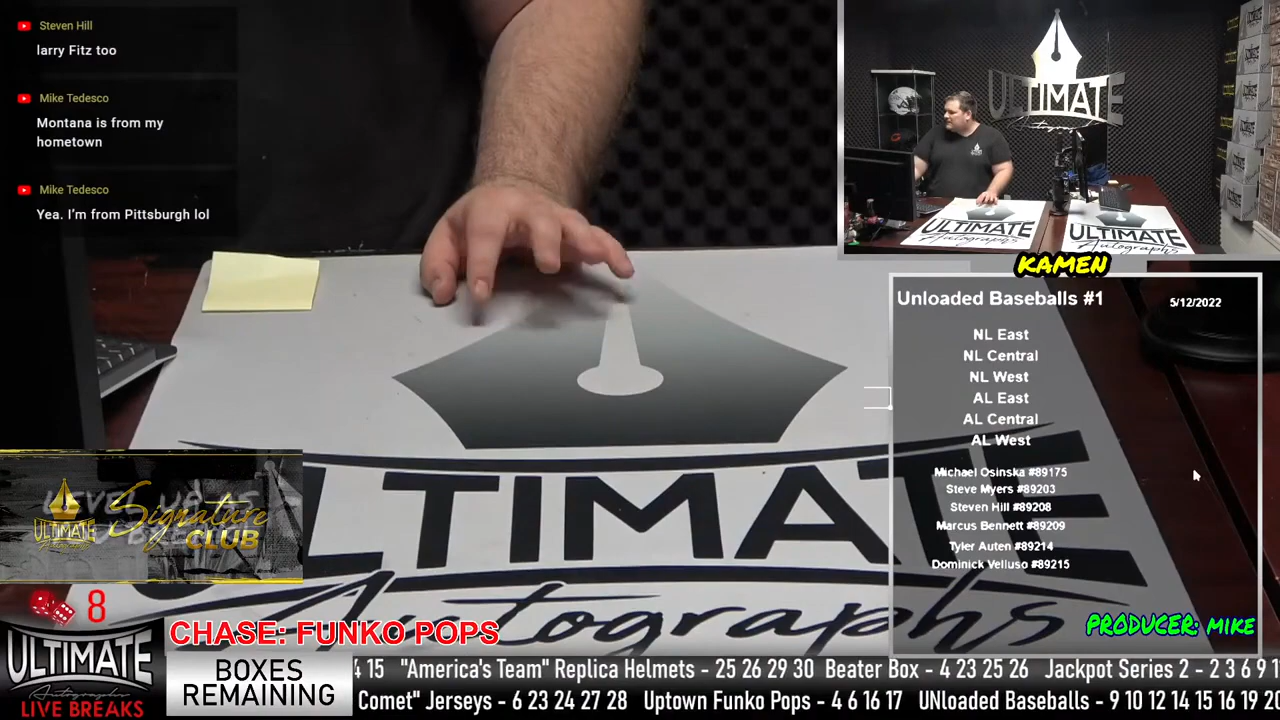 Steven Hill
larry Fitz too
Mike Tedesco
Montana is from my
hometown
Mike Tedesco
Yea. I'm from Pittsburgh lol
ULTIMATE
ULTIMATE
Autographs
ULTIMATE
Autographs
KAMEN
Unloaded Baseballs #1
5/12/2022
NL East
NL Central
NL West
AL East
AL Central
AL West
Michael Osinska #89175
Steve Myers #89203
Steven Hill #89208
Marcus Bennett #89209
Tyler Auten #89214
Dominick Velluso #89215
PRODUCER: MIKE
ULTIMATE
Autographs
ULTIMATE
Signature
CLUB
8
CHASE: FUNKO POPS
ULTIMATE
Autographs
LIVE BREAKS
BOXES
REMAINING
4 15 "America's Team" Replica Helmets - 25 26 29 30 Beater Box - 4 23 25 26 Jackpot Series 2 - 2 3 6 9 1
Comet" Jerseys - 6 23 24 27 28 Uptown Funko Pops - 4 6 16 17 UNloaded Baseballs - 9 10 12 14 15 16 19 20